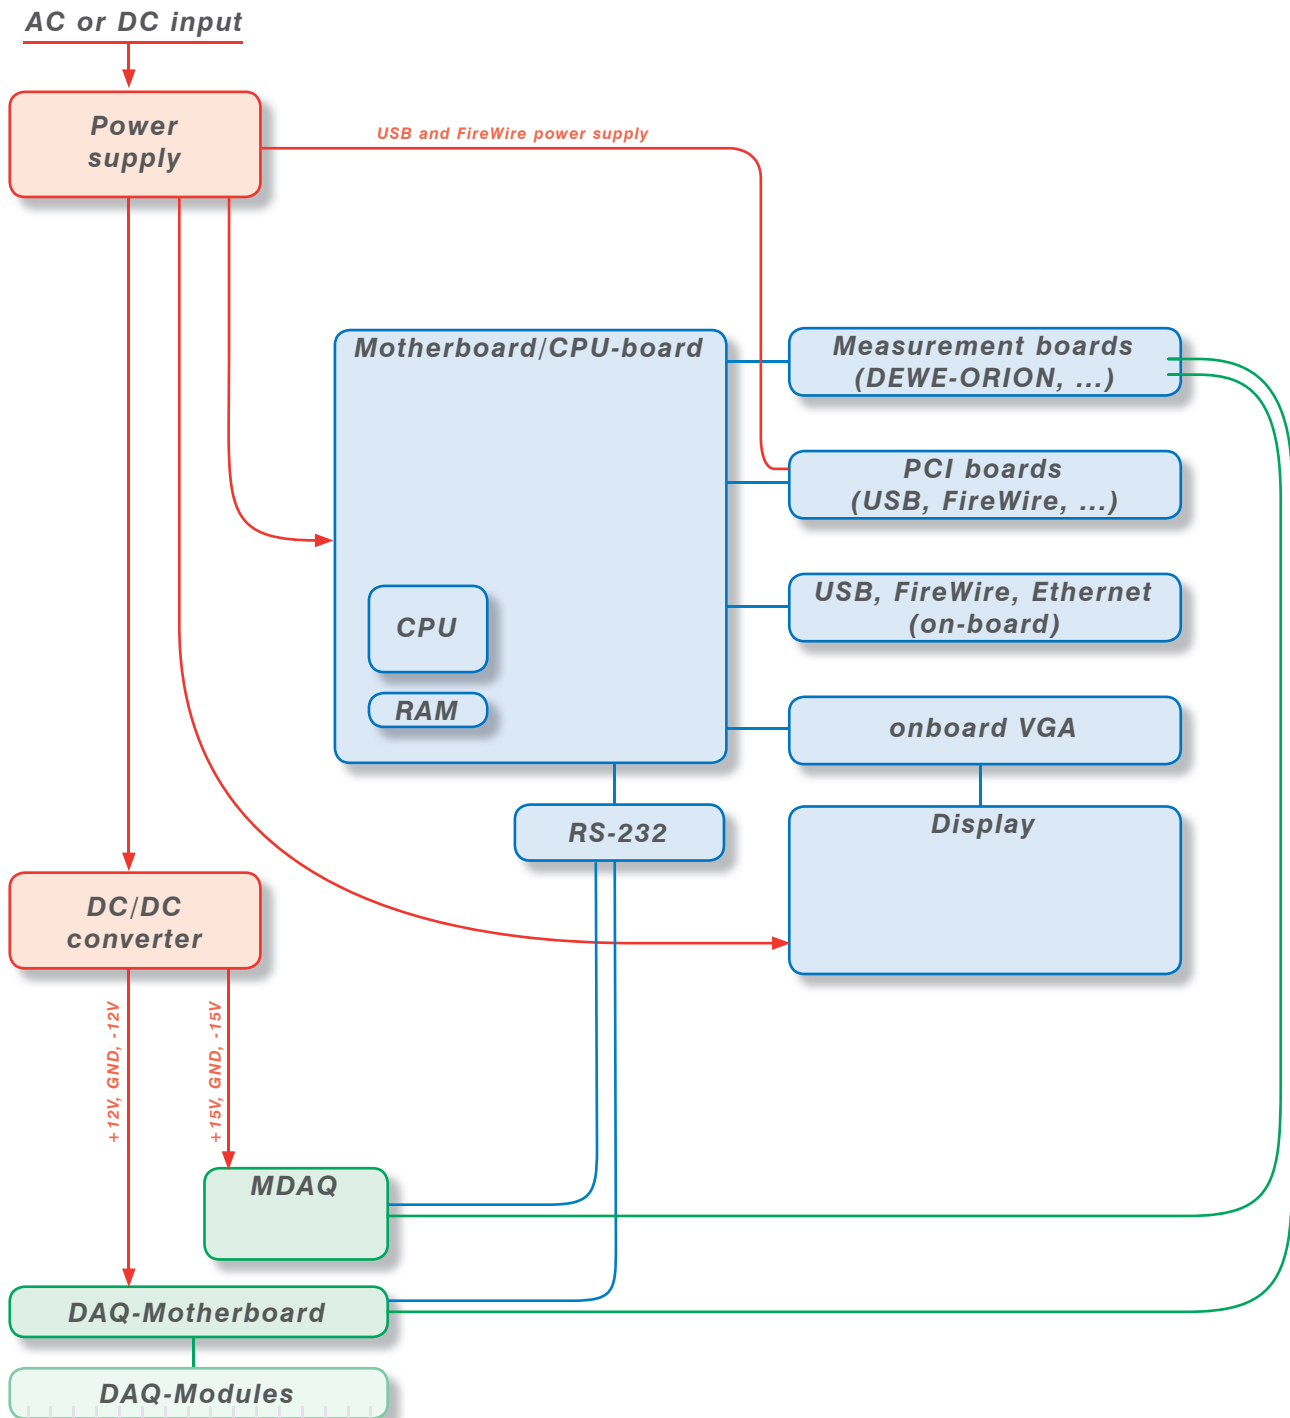 AC or DC input
Power
supply
USB and FireWire power supply
Motherboard/CPU-board
Measurement boards
(DEWE-ORION, ...)
PCI boards
(USB, FireWire, ...)
USB, FireWire, Ethernet
(on-board)
CPU
RAM
onboard VGA
RS-232
Display
DC/DC
converter
+12V, GND, -12V
+15V, GND, -15V
MDAQ
DAQ-Motherboard
DAQ-Modules